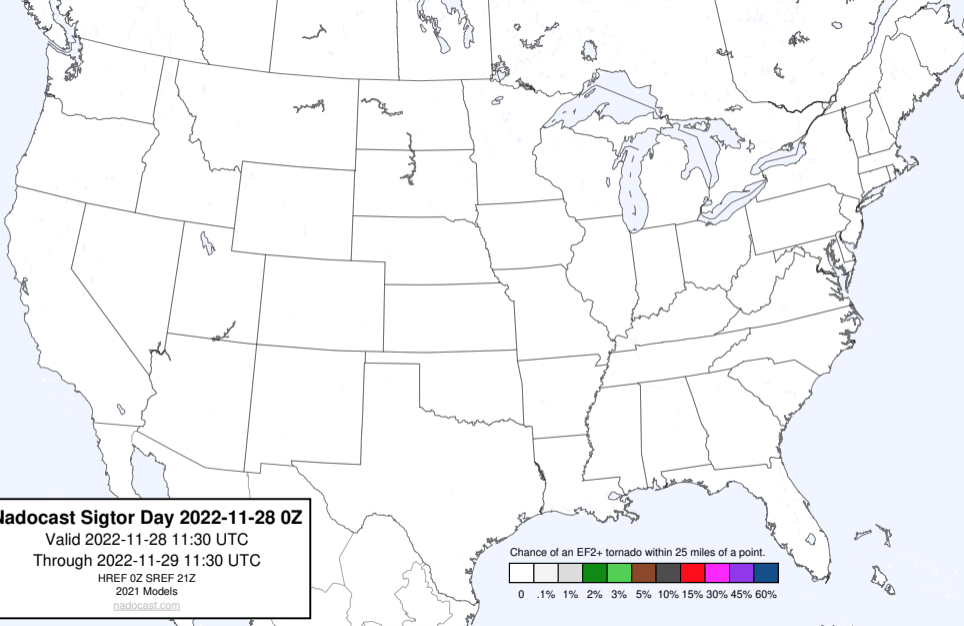 Nadocast Sigtor Day 2022-11-28 0Z
Valid 2022-11-28 11:30 UTC
Through 2022-11-29 11:30 UTC
HREF 0Z SREF 21Z
2021 Models
nadocast.com
Chance of an EF2+ tornado within 25 miles of a point.
0 .1% 1% 2% 3% 5% 10% 15% 30% 45% 60%